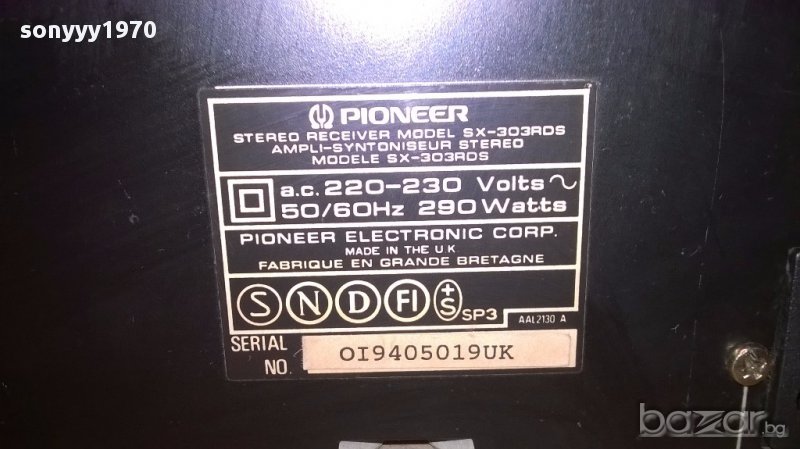 sonyyy1970
PIONEER
STEREO RECEIVER MODEL SX-303RDS
AMPLI-SYNTONISEUR STEREO
MODELE SX-303RDS
a.c. 220-230 Volts ~
50/60Hz 290 Watts
PIONEER ELECTRONIC CORP.
MADE IN THE U.K
FABRIQUE EN GRANDE BRETAGNE
S N D FI +S SP3
AAL2130 A
SERIAL NO. OI9405019UK
bazar.bg